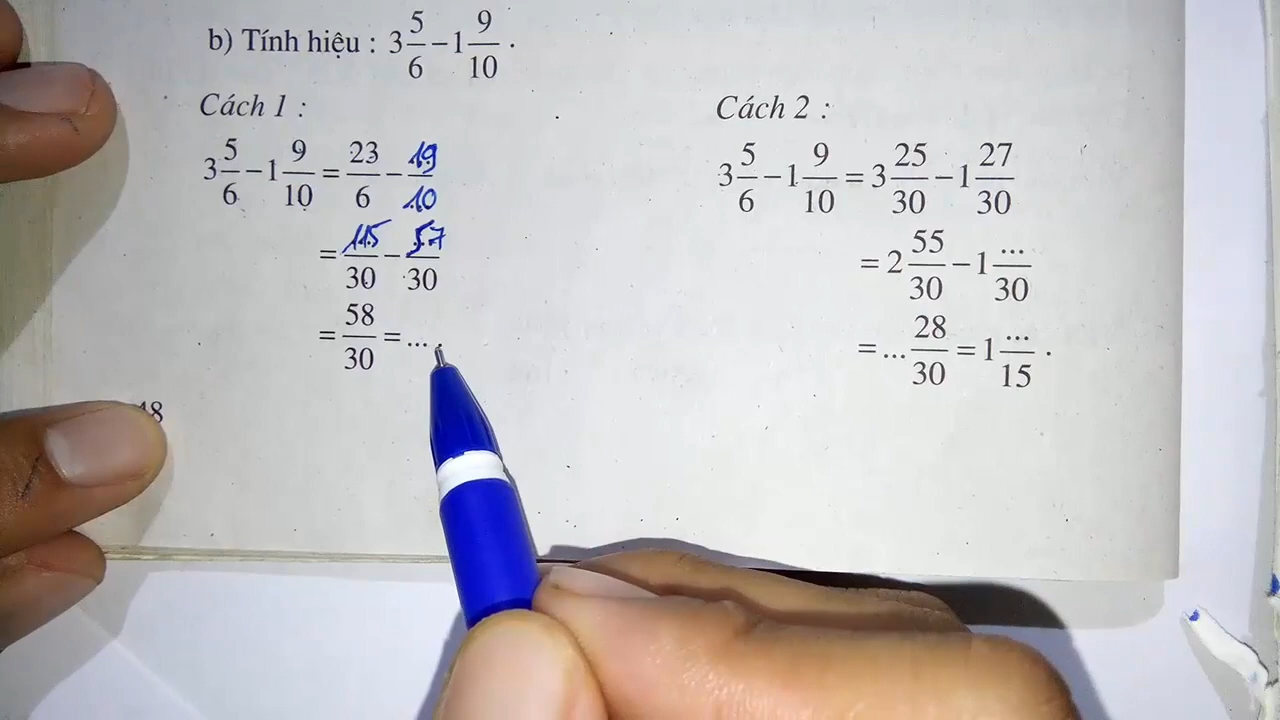 b) Tính hiệu : 3 5/6 − 1 9/10 .
Cách 1 :
3 5/6 − 1 9/10 = 23/6 − 19/10
= 115/30 − 57/30
= 58/30 = ... .
Cách 2 :
3 5/6 − 1 9/10 = 3 25/30 − 1 27/30
= 2 55/30 − 1 .../30
= ... 28/30 = 1 .../15 .
48